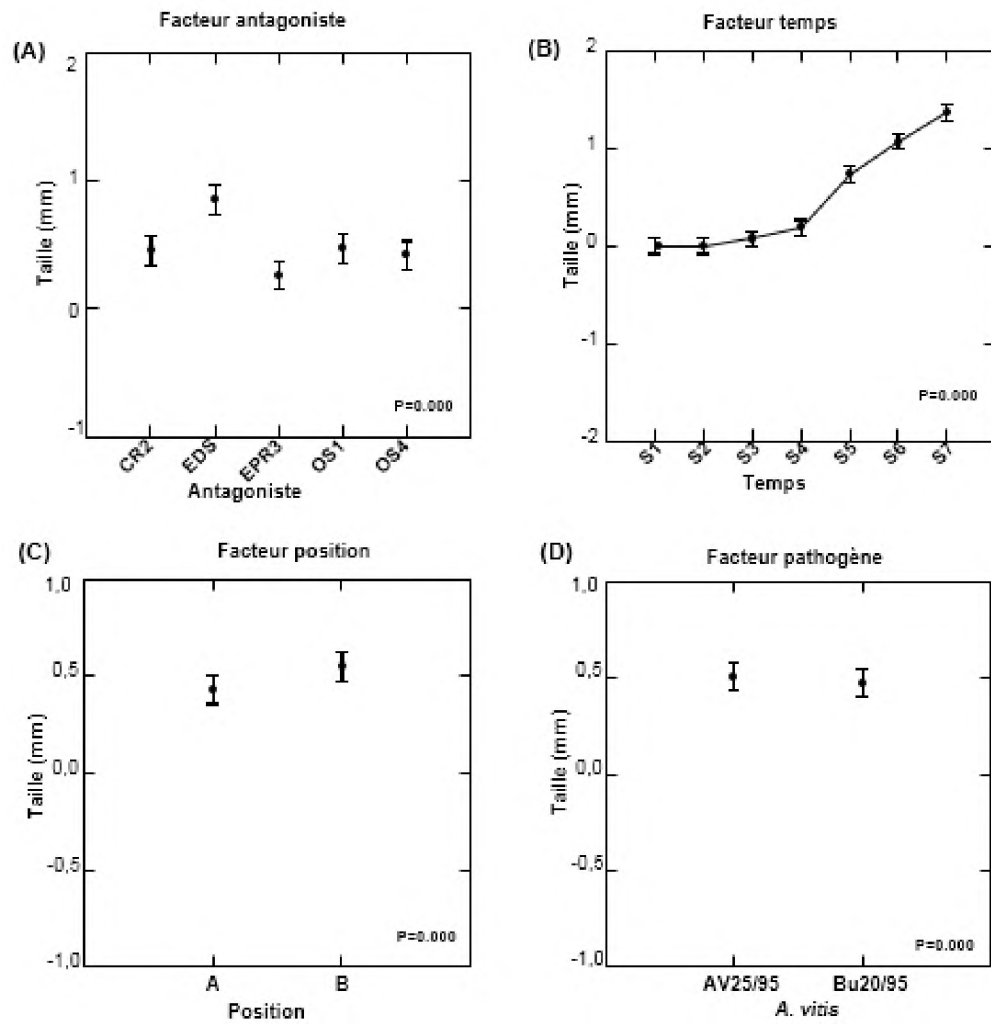 Facteur antagoniste
(A)
2
1
0
-1
Taille (mm)
P=0.000
CR2
EDS
EPR3
OS1
OS4
Antagoniste
Facteur temps
(B)
2
1
0
-1
-2
Taille (mm)
P=0.000
S1
S2
S3
S4
S5
S6
S7
Temps
Facteur position
(C)
1,0
0,5
0,0
-0,5
-1,0
Taille (mm)
P=0.000
A
B
Position
Facteur pathogène
(D)
1,0
0,5
0,0
-0,5
-1,0
Taille (mm)
P=0.000
AV25/95
Bu20/95
A. vitis